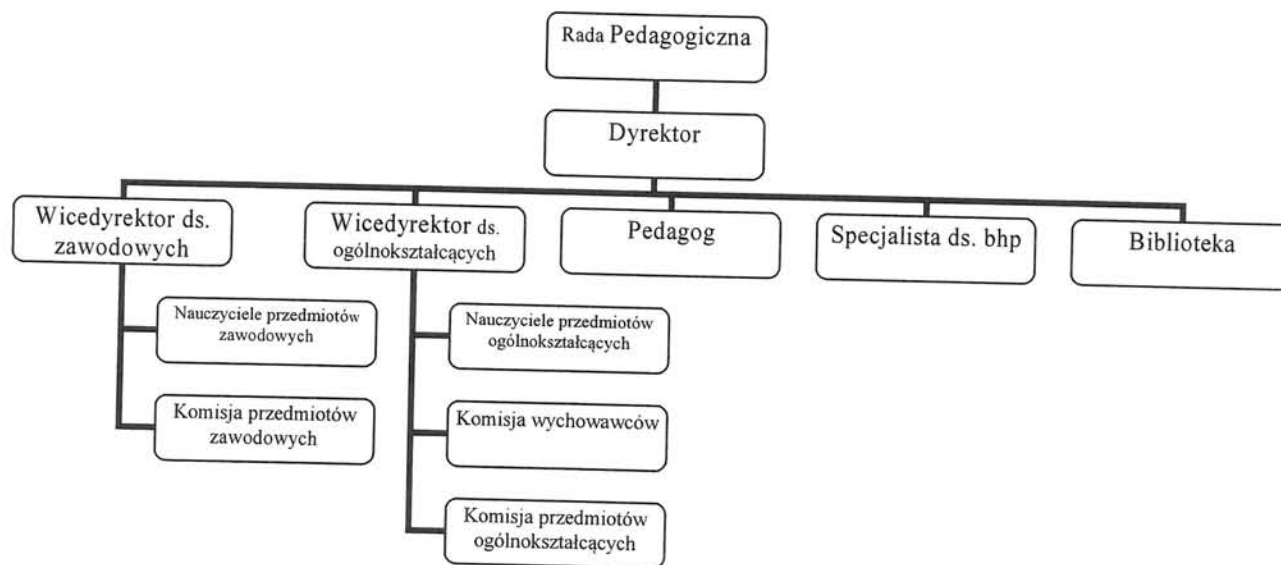 Rada Pedagogiczna
Dyrektor
Wicedyrektor ds.
zawodowych
Wicedyrektor ds.
ogólnokształcących
Pedagog
Specjalista ds. bhp
Biblioteka
Nauczyciele przedmiotów
zawodowych
Komisja przedmiotów
zawodowych
Nauczyciele przedmiotów
ogólnokształcących
Komisja wychowawców
Komisja przedmiotów
ogólnokształcących